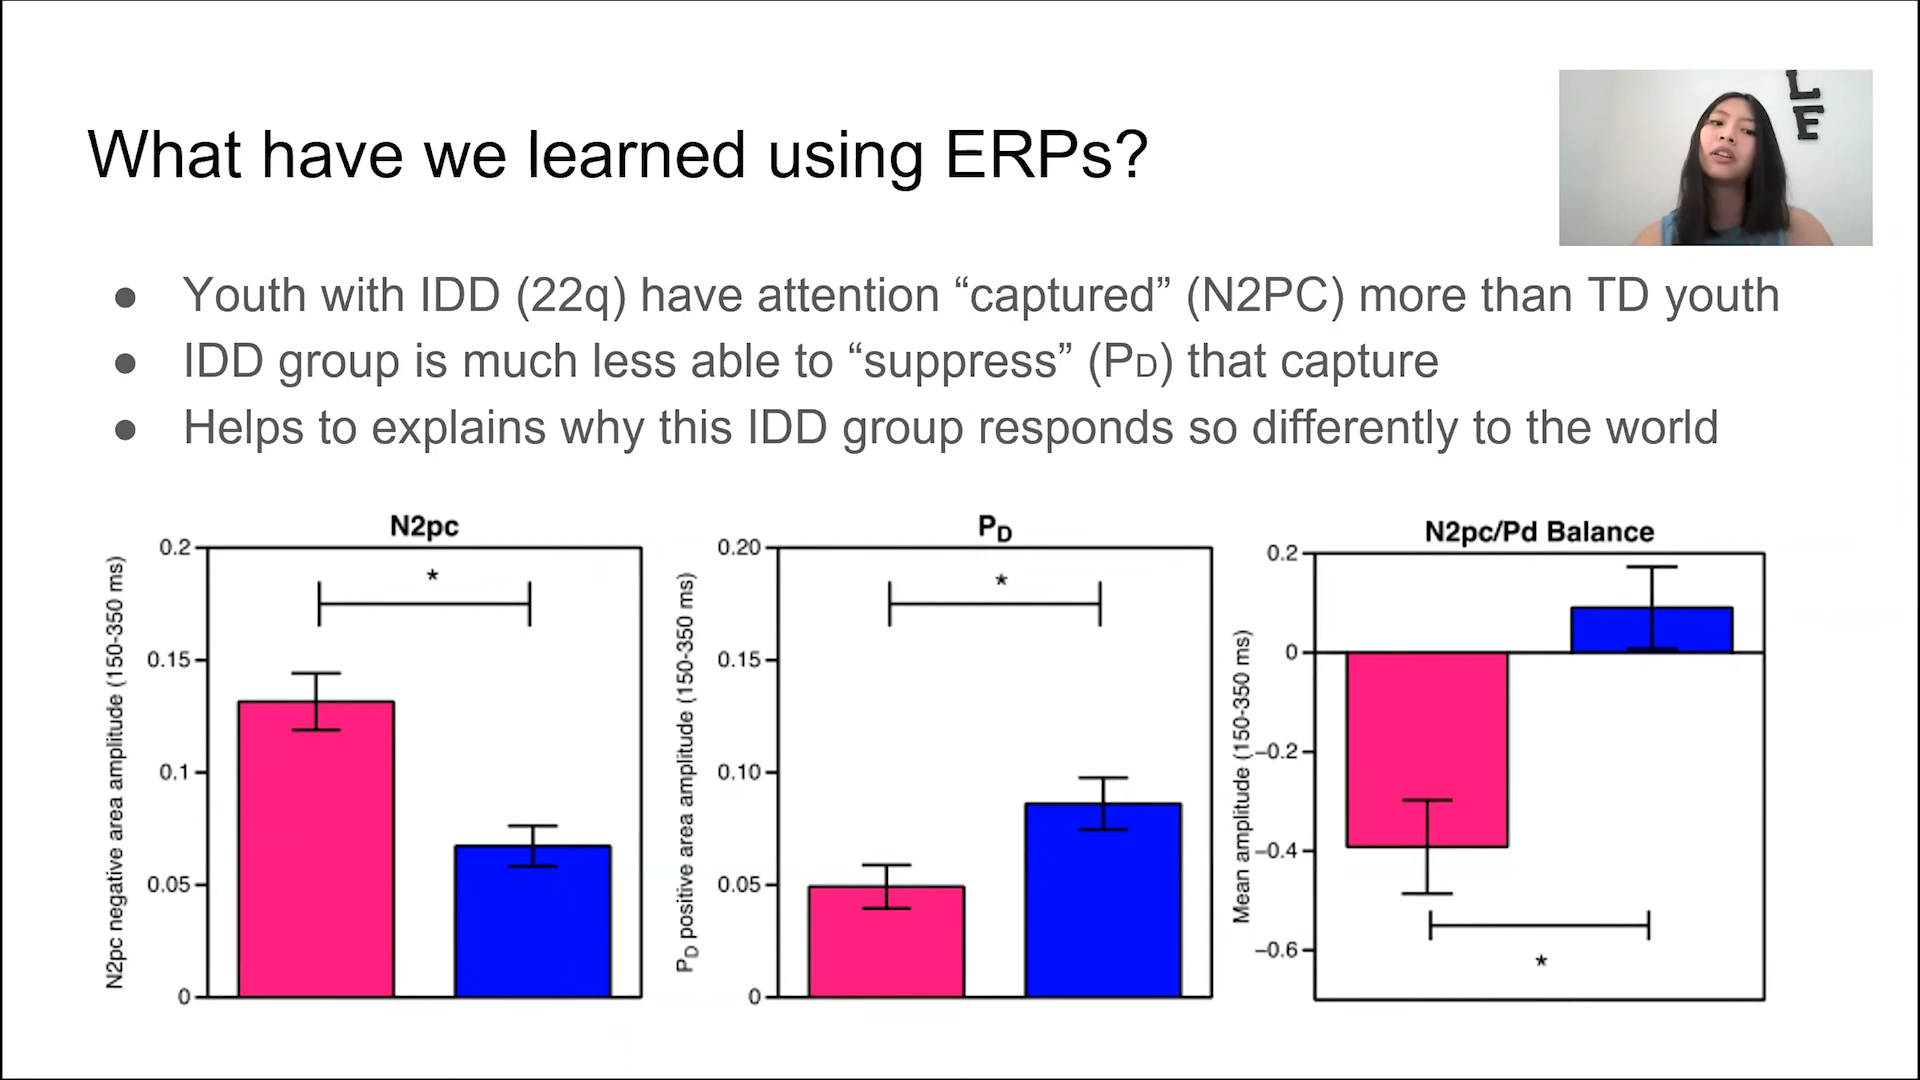 What have we learned using ERPs?
L
E
● Youth with IDD (22q) have attention “captured” (N2PC) more than TD youth
● IDD group is much less able to “suppress” (PD) that capture
● Helps to explains why this IDD group responds so differently to the world
N2pc
N2pc negative area amplitude (150-350 ms)
0.2
0.15
0.1
0.05
0
*
PD
PD positive area amplitude (150-350 ms)
0.20
0.15
0.10
0.05
0
*
N2pc/Pd Balance
Mean amplitude (150-350 ms)
0.2
0
−0.2
−0.4
−0.6
*